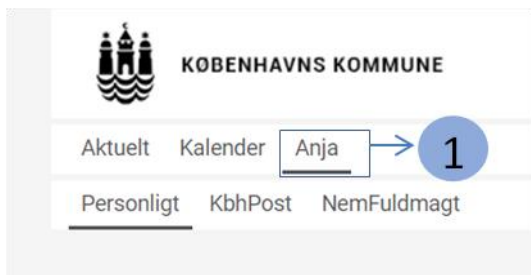 KØBENHAVNS KOMMUNE
Aktuelt Kalender Anja 1
Personligt KbhPost NemFuldmagt